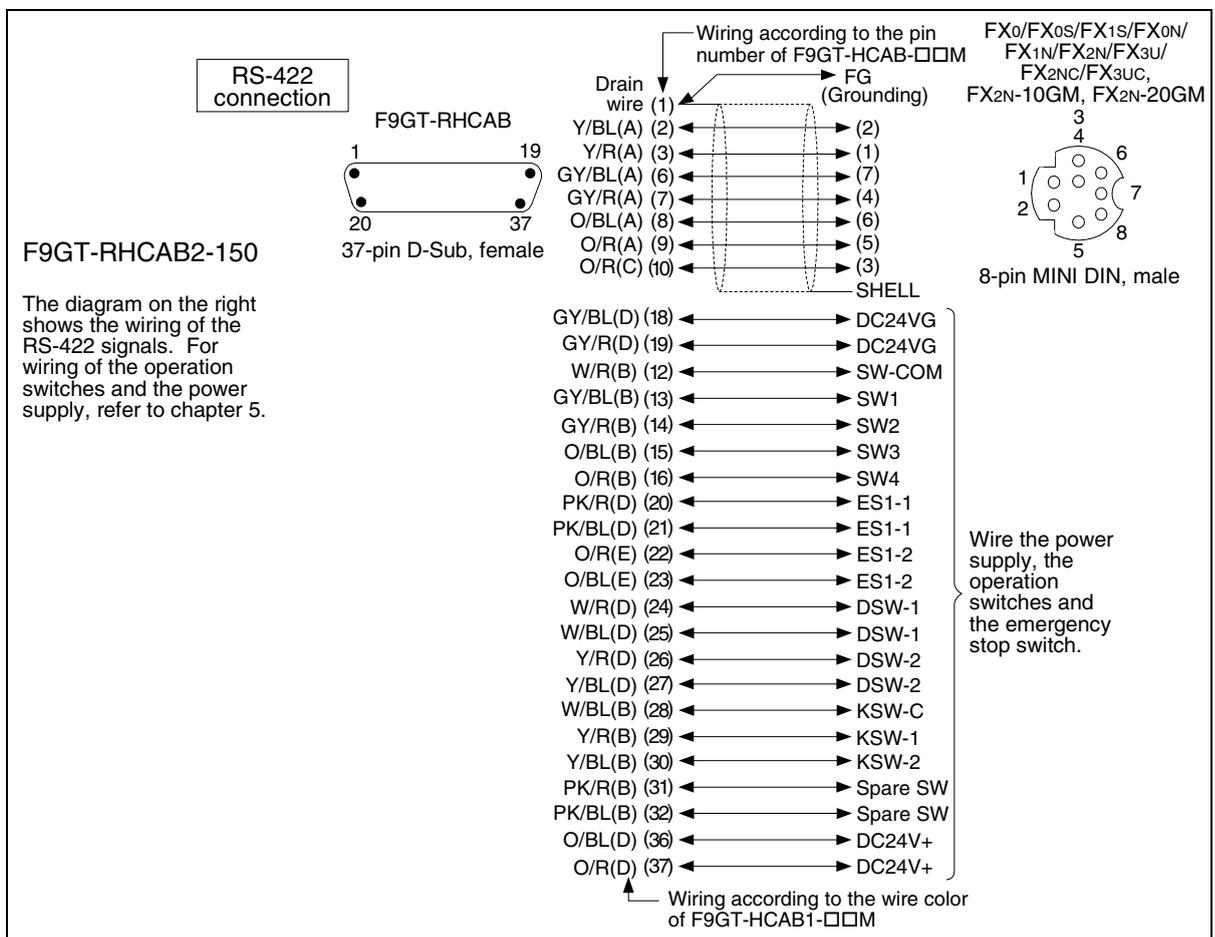 RS-422
connection
F9GT-RHCAB
1 19
20 37
37-pin D-Sub, female
F9GT-RHCAB2-150
The diagram on the right
shows the wiring of the
RS-422 signals. For
wiring of the operation
switches and the power
supply, refer to chapter 5.
Wiring according to the pin
number of F9GT-HCAB-□□M
Drain
wire (1) FG
(Grounding)
Y/BL(A) (2) (2)
Y/R(A) (3) (1)
GY/BL(A) (6) (7)
GY/R(A) (7) (4)
O/BL(A) (8) (6)
O/R(A) (9) (5)
O/R(C) (10) (3)
SHELL
FX0/FX0S/FX1S/FX0N/
FX1N/FX2N/FX3U/
FX2NC/FX3UC,
FX2N-10GM, FX2N-20GM
3
4
6
1
7
2
8
5
8-pin MINI DIN, male
GY/BL(D) (18) DC24VG
GY/R(D) (19) DC24VG
W/R(B) (12) SW-COM
GY/BL(B) (13) SW1
GY/R(B) (14) SW2
O/BL(B) (15) SW3
O/R(B) (16) SW4
PK/R(D) (20) ES1-1
PK/BL(D) (21) ES1-1
O/R(E) (22) ES1-2
O/BL(E) (23) ES1-2
W/R(D) (24) DSW-1
W/BL(D) (25) DSW-1
Y/R(D) (26) DSW-2
Y/BL(D) (27) DSW-2
W/BL(B) (28) KSW-C
Y/R(B) (29) KSW-1
Y/BL(B) (30) KSW-2
PK/R(B) (31) Spare SW
PK/BL(B) (32) Spare SW
O/BL(D) (36) DC24V+
O/R(D) (37) DC24V+
Wire the power
supply, the
operation
switches and
the emergency
stop switch.
Wiring according to the wire color
of F9GT-HCAB1-□□M